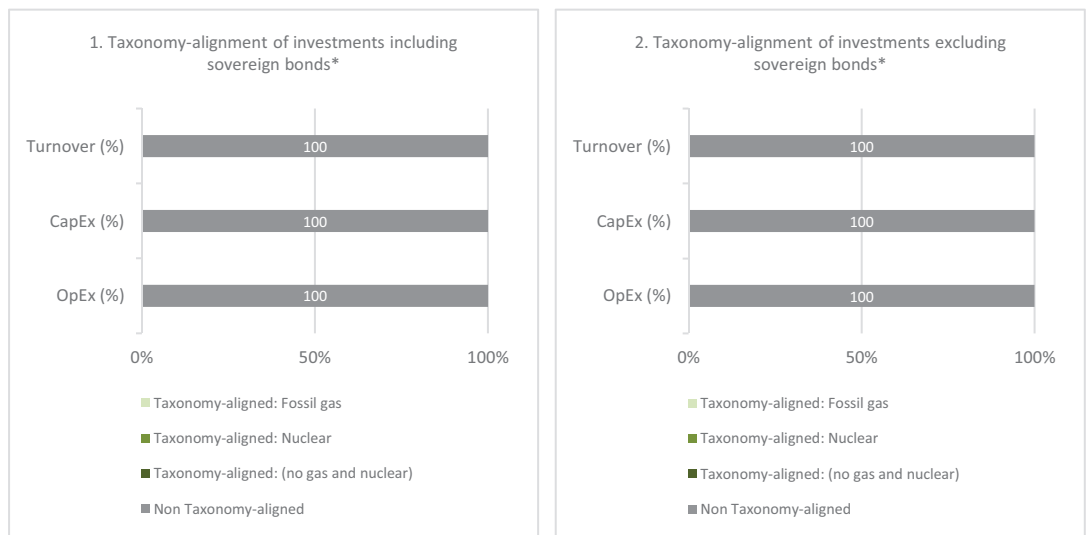 1. Taxonomy-alignment of investments including
sovereign bonds*
Turnover (%)
100
CapEx (%)
100
OpEx (%)
100
0%
50%
100%
Taxonomy-aligned: Fossil gas
Taxonomy-aligned: Nuclear
Taxonomy-aligned: (no gas and nuclear)
Non Taxonomy-aligned
2. Taxonomy-alignment of investments excluding
sovereign bonds*
Turnover (%)
100
CapEx (%)
100
OpEx (%)
100
0%
50%
100%
Taxonomy-aligned: Fossil gas
Taxonomy-aligned: Nuclear
Taxonomy-aligned: (no gas and nuclear)
Non Taxonomy-aligned